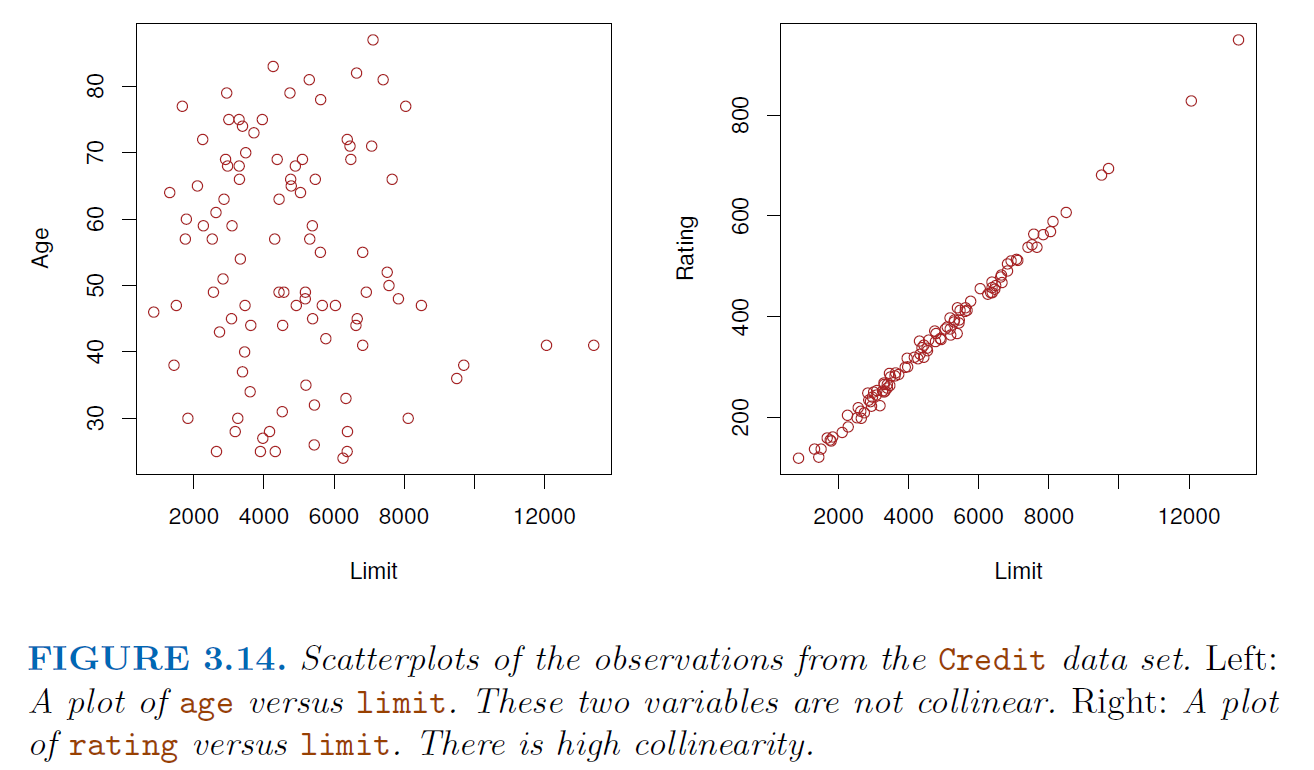 80
70
60
50
40
30
Age
2000 4000 6000 8000 12000
Limit
800
600
400
200
Rating
2000 4000 6000 8000 12000
Limit
FIGURE 3.14. Scatterplots of the observations from the Credit data set. Left:
A plot of age versus limit. These two variables are not collinear. Right: A plot
of rating versus limit. There is high collinearity.